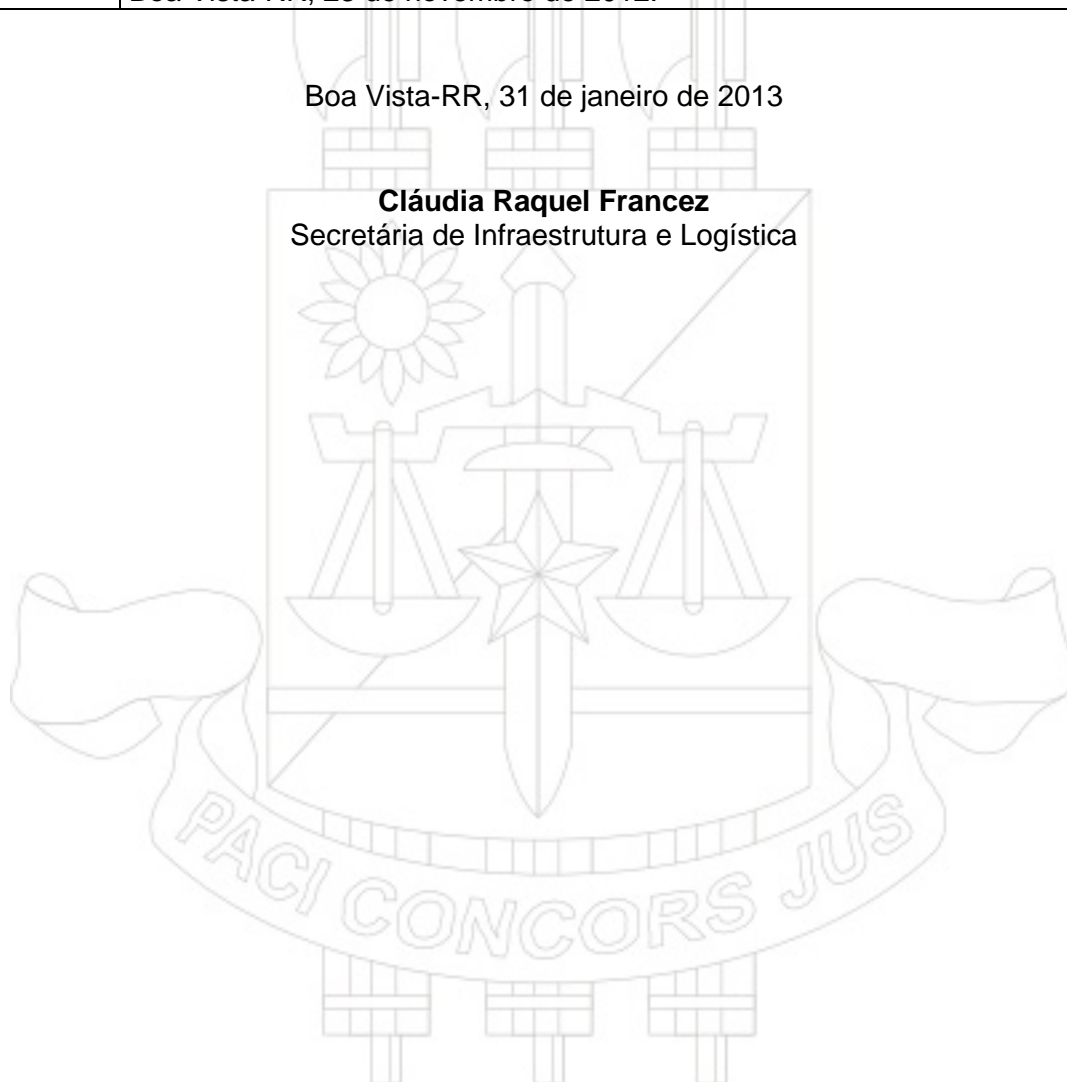 Boa Vista-RR, 31 de janeiro de 2013
Cláudia Raquel Francez
Secretária de Infraestrutura e Logística
PACI CONCORS JUS